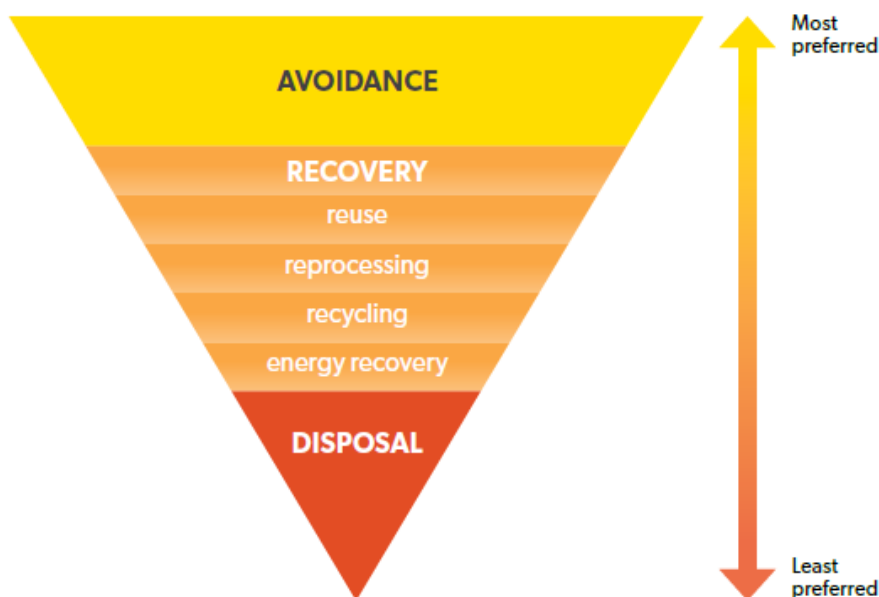 Most
preferred
AVOIDANCE
RECOVERY
reuse
reprocessing
recycling
energy recovery
DISPOSAL
Least
preferred